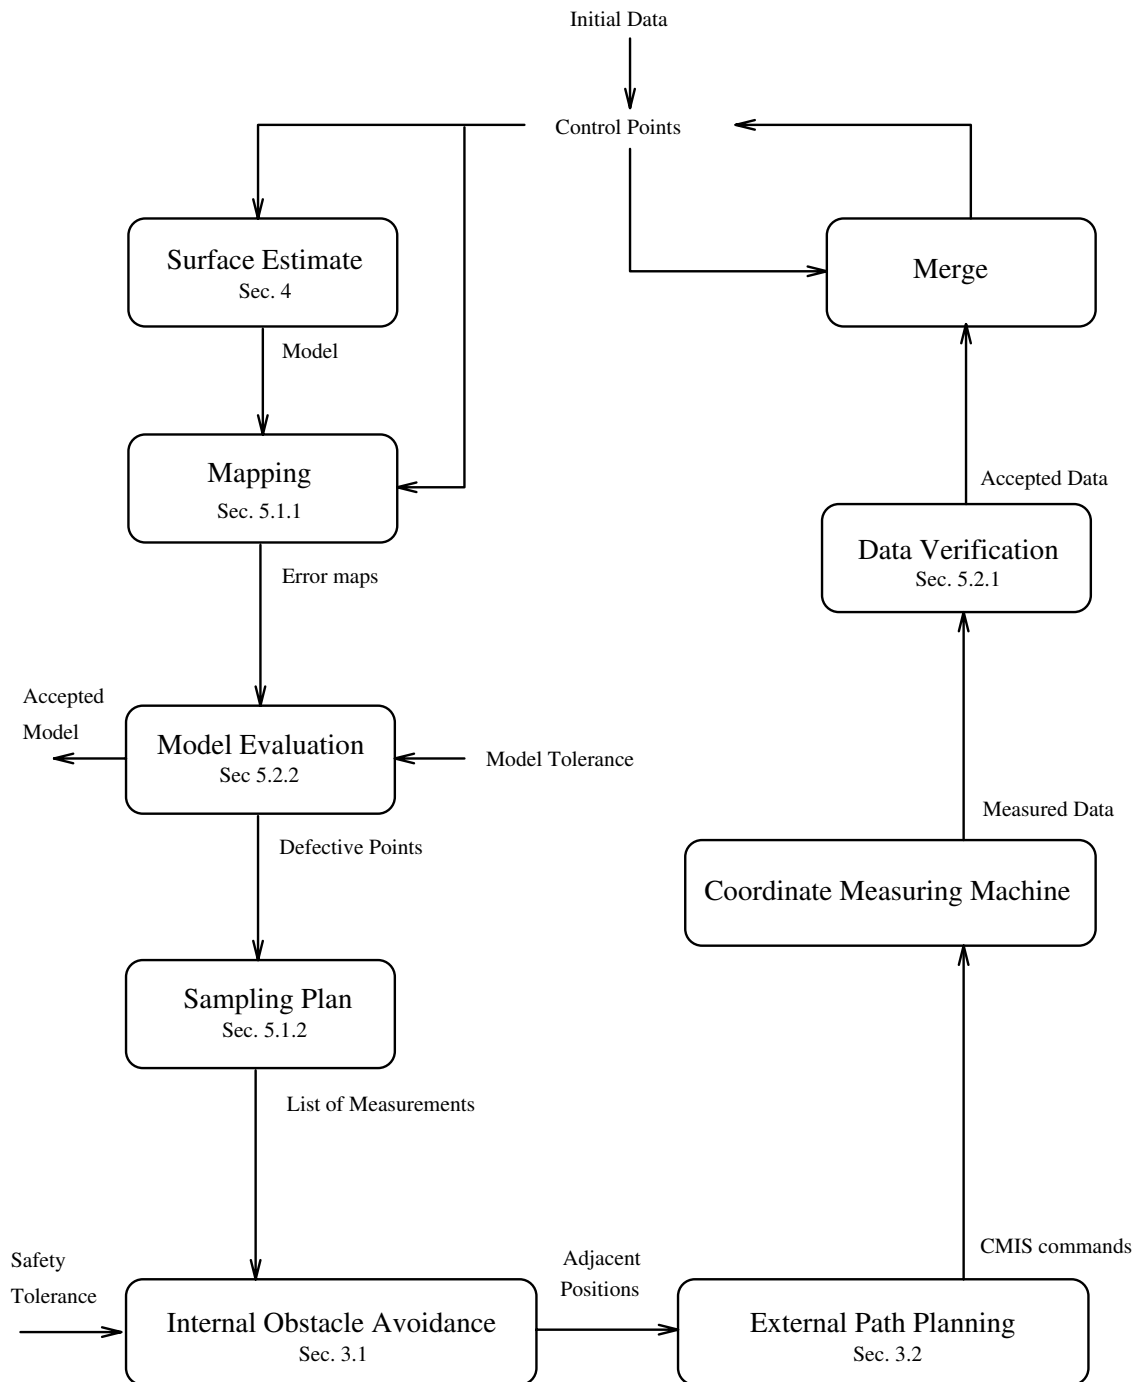 Initial Data
Control Points
Surface Estimate
Sec. 4
Merge
Model
Mapping
Sec. 5.1.1
Accepted Data
Data Verification
Sec. 5.2.1
Error maps
Accepted
Model
Model Evaluation
Sec 5.2.2
Model Tolerance
Measured Data
Defective Points
Coordinate Measuring Machine
Sampling Plan
Sec. 5.1.2
List of Measurements
Safety
Tolerance
Adjacent
Positions
CMIS commands
Internal Obstacle Avoidance
Sec. 3.1
External Path Planning
Sec. 3.2